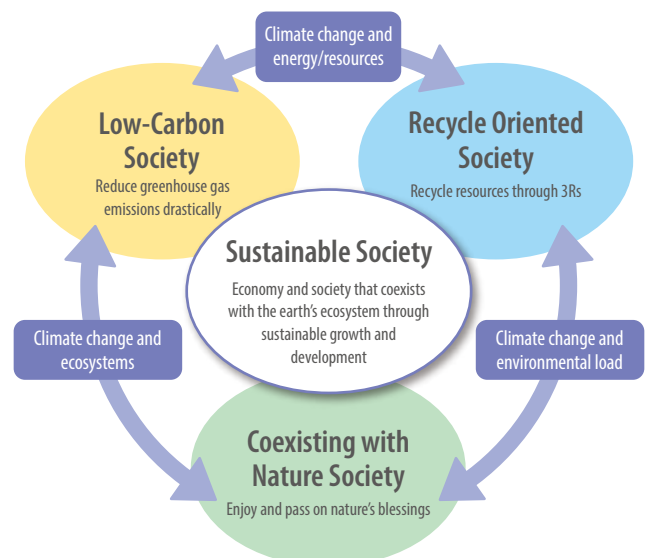 Climate change and
energy/resources
Low-Carbon
Society
Reduce greenhouse gas
emissions drastically
Recycle Oriented
Society
Recycle resources through 3Rs
Sustainable Society
Economy and society that coexists
with the earth’s ecosystem through
sustainable growth and
development
Climate change and
ecosystems
Climate change and
environmental load
Coexisting with
Nature Society
Enjoy and pass on nature’s blessings